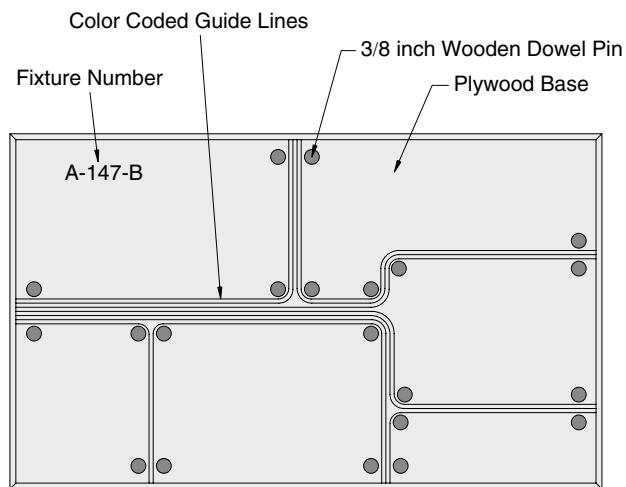 Color Coded Guide Lines
3/8 inch Wooden Dowel Pin
Fixture Number
Plywood Base
A-147-B